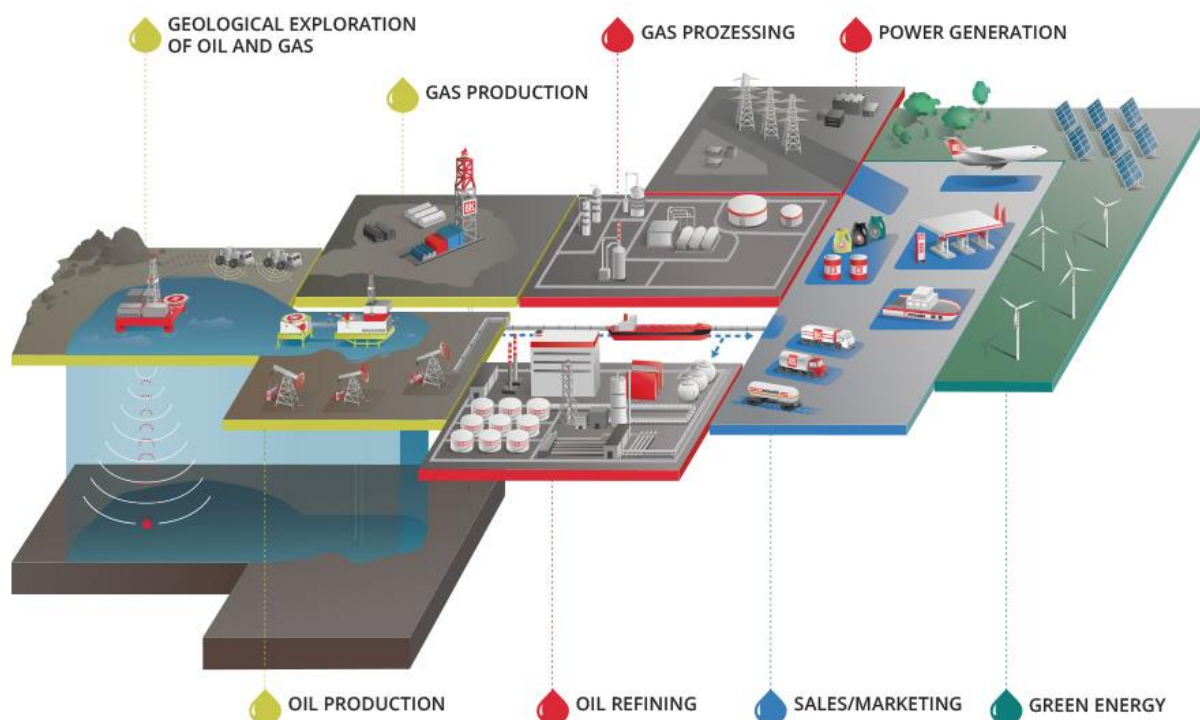 GEOLOGICAL EXPLORATION
OF OIL AND GAS
GAS PROZESSING
POWER GENERATION
GAS PRODUCTION
OIL PRODUCTION
OIL REFINING
SALES/MARKETING
GREEN ENERGY